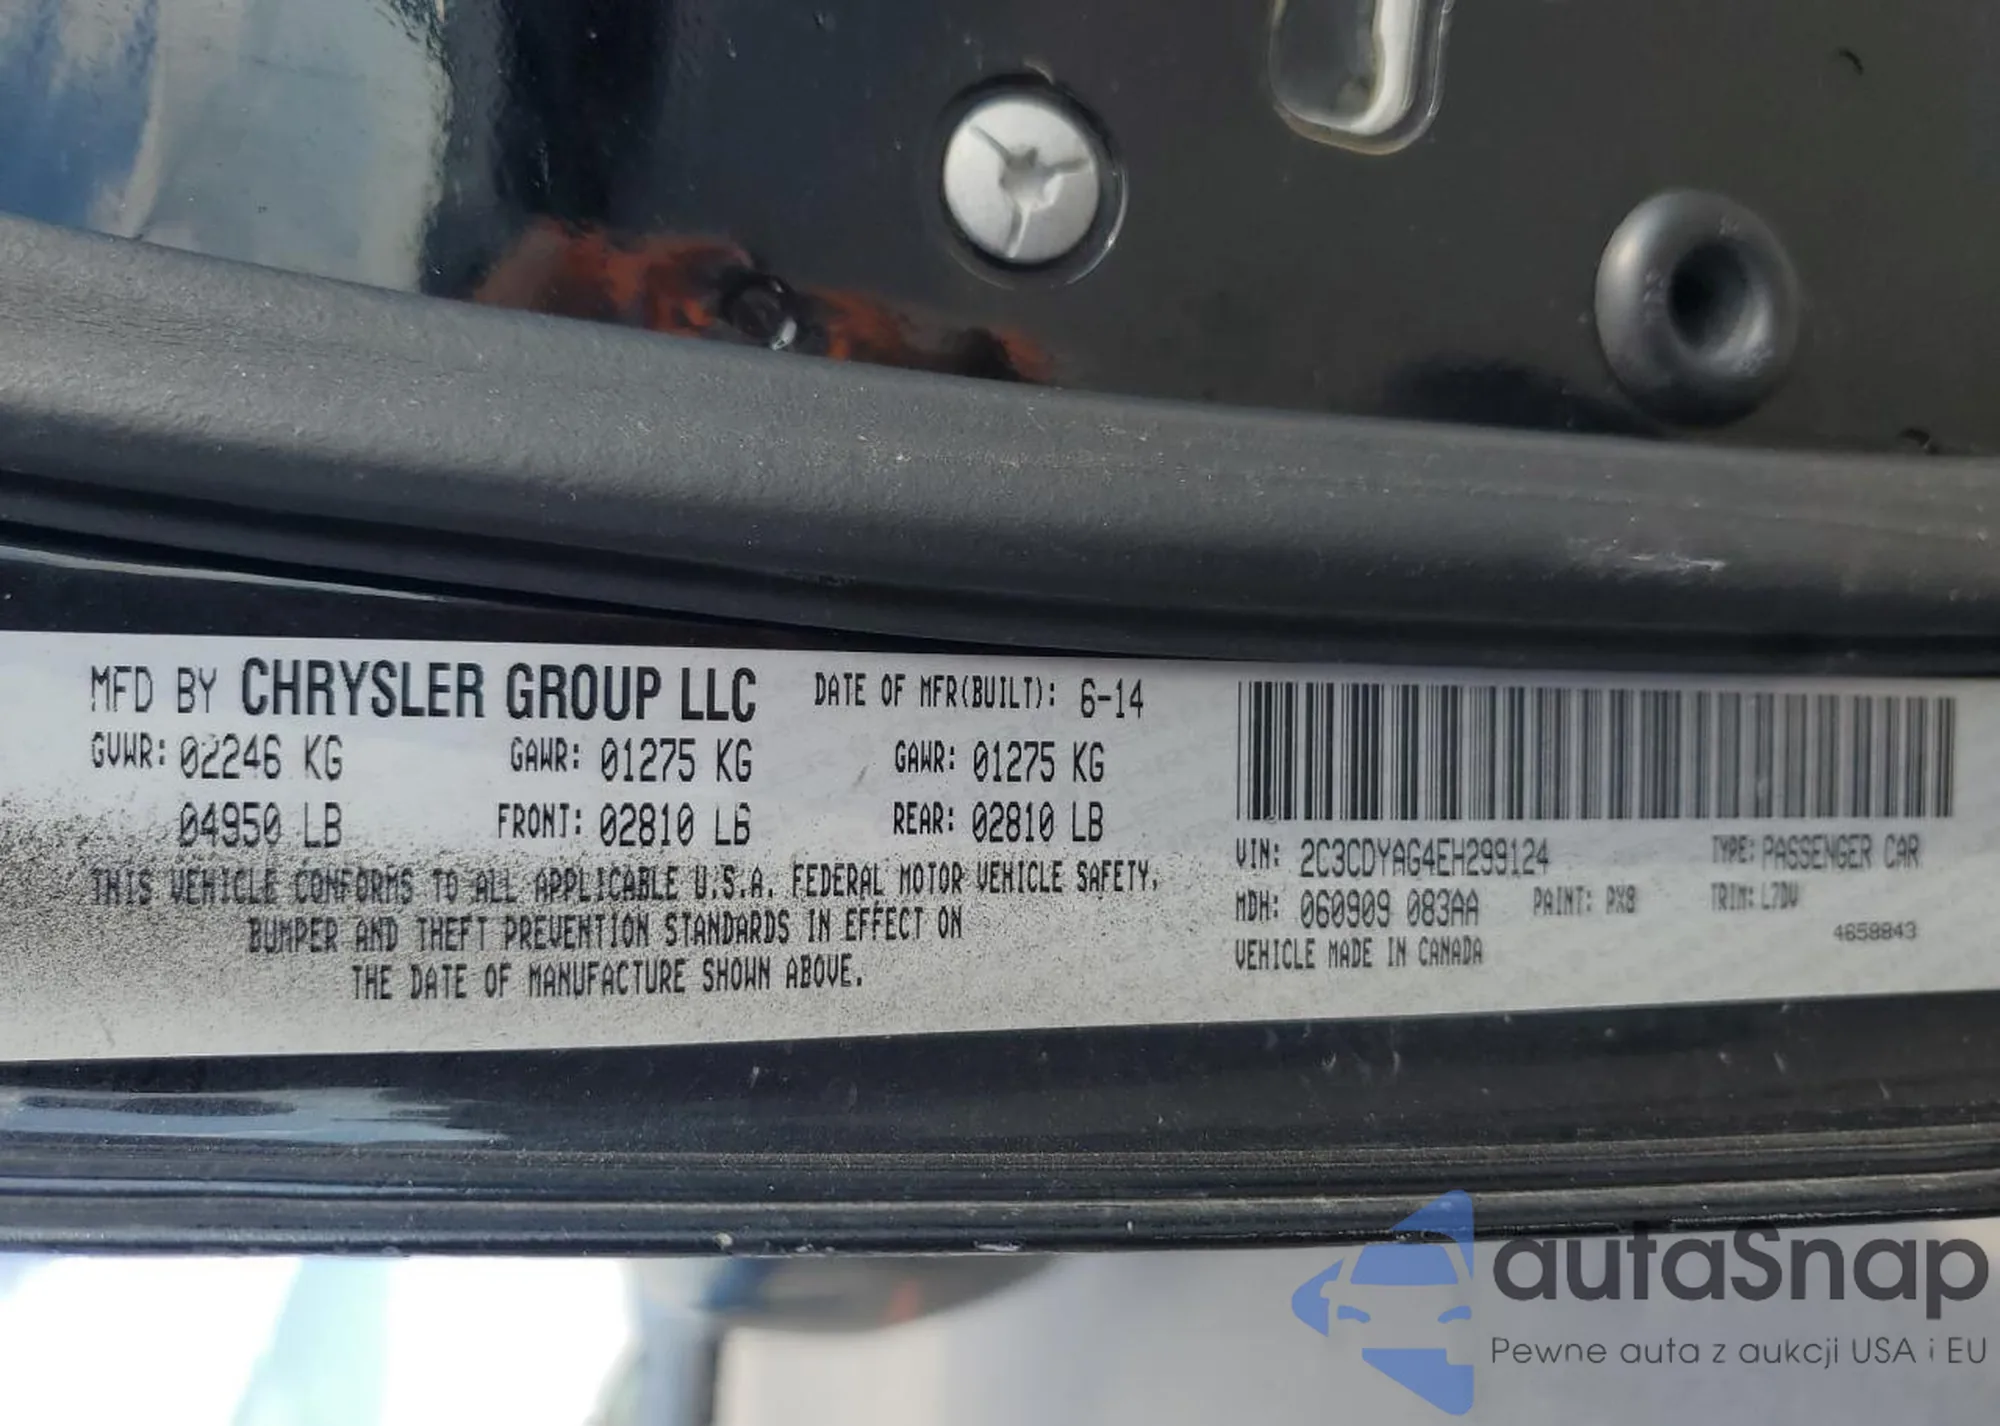 MFD BY CHRYSLER GROUP LLC DATE OF MFR(BUILT): 6-14
GVWR: 02246 KG GAWR: 01275 KG GAWR: 01275 KG
04950 LB FRONT: 02810 LB REAR: 02810 LB
THIS VEHICLE CONFORMS TO ALL APPLICABLE U.S.A. FEDERAL MOTOR VEHICLE SAFETY,
BUMPER AND THEFT PREVENTION STANDARDS IN EFFECT ON
THE DATE OF MANUFACTURE SHOWN ABOVE.
VIN: 2C3CDYAG4EH299124 TYPE: PASSENGER CAR
MDH: 060909 083AA PAINT: PX8 TRIM: L7DV
VEHICLE MADE IN CANADA 4658843
autaSnap
Pewne auta z aukcji USA i EU